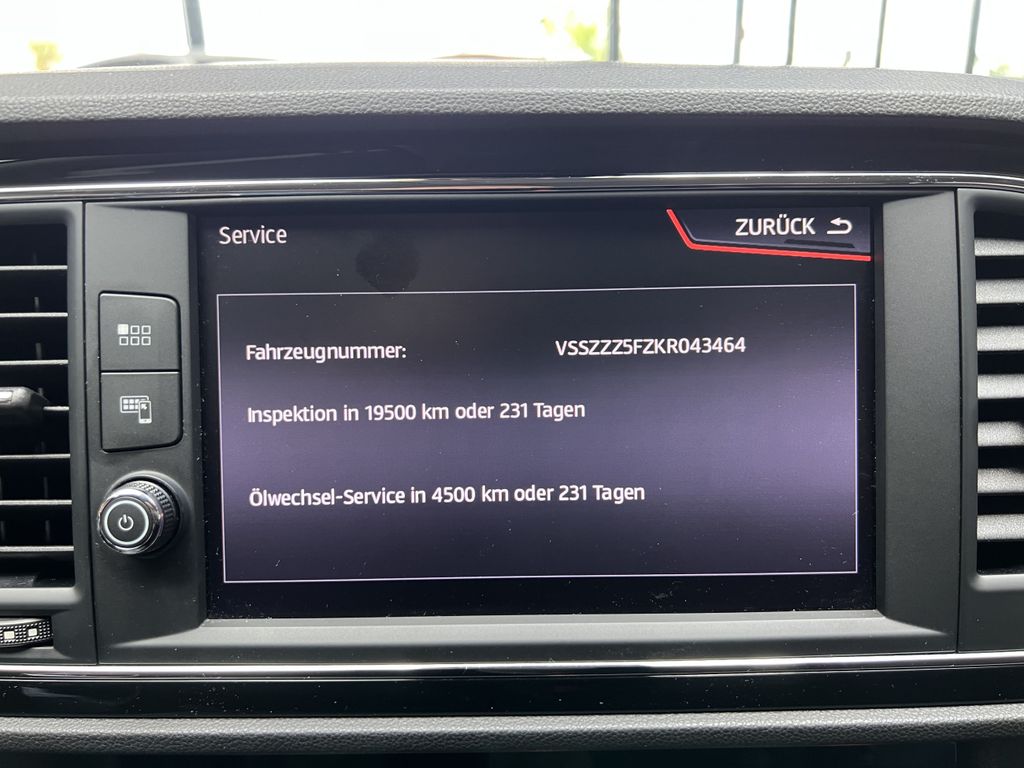 Service
ZURÜCK
Fahrzeugnummer: VSSZZZ5FZKR043464
Inspektion in 19500 km oder 231 Tagen
Ölwechsel-Service in 4500 km oder 231 Tagen